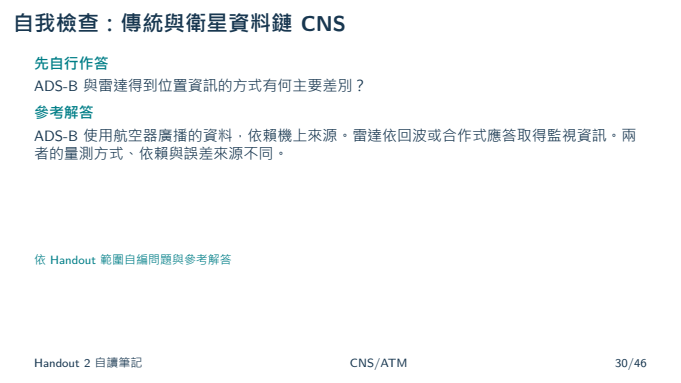 自我檢查：傳統與衛星資料鏈 CNS
先自行作答
ADS-B 與雷達得到位置資訊的方式有何主要差別？
參考解答
ADS-B 使用航空器廣播的資料，依賴機上來源。雷達依回波或合作式應答取得監視資訊。兩
者的量測方式、依賴與誤差來源不同。
依 Handout 範圍自編問題與參考解答
Handout 2 自讀筆記 CNS/ATM 30/46